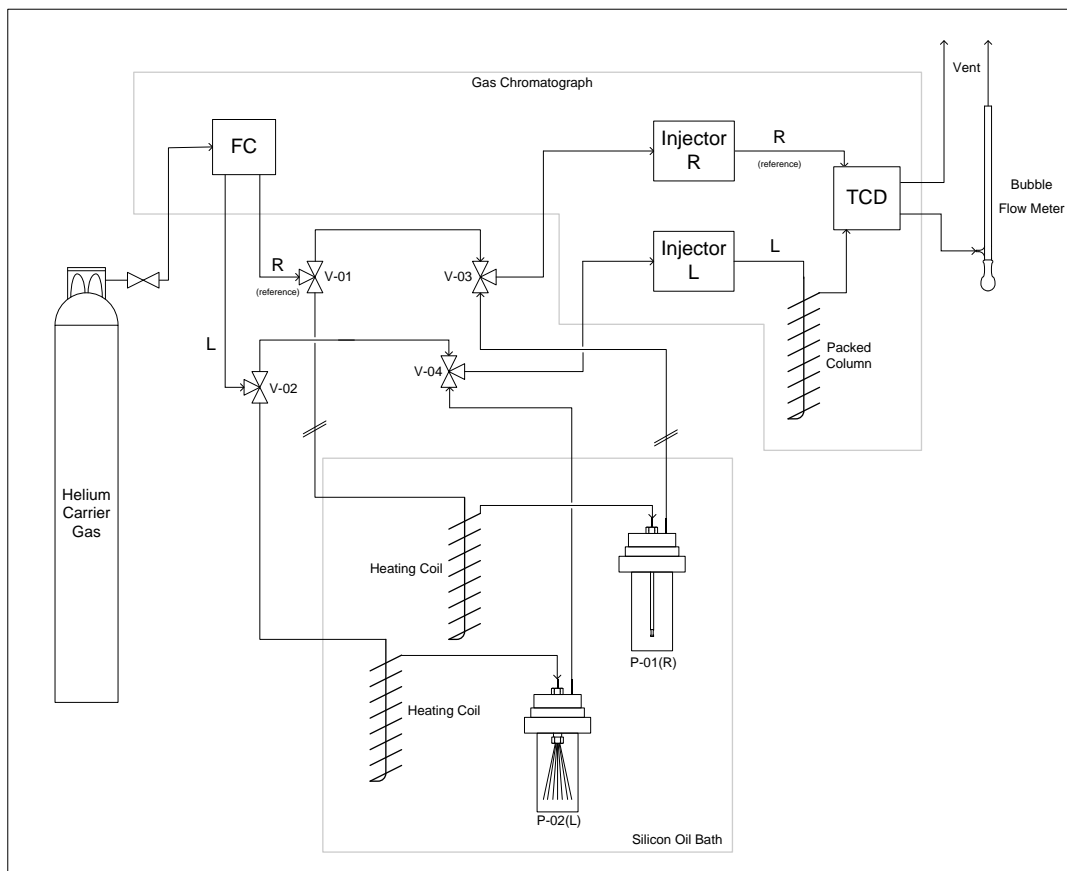 Gas Chromatograph
Vent
FC
Injector
R
R
(reference)
TCD
Bubble
Flow Meter
Injector
L
L
R
(reference)
V-01
V-03
L
V-02
V-04
Packed
Column
Helium
Carrier
Gas
Heating Coil
P-01(R)
Heating Coil
P-02(L)
Silicon Oil Bath